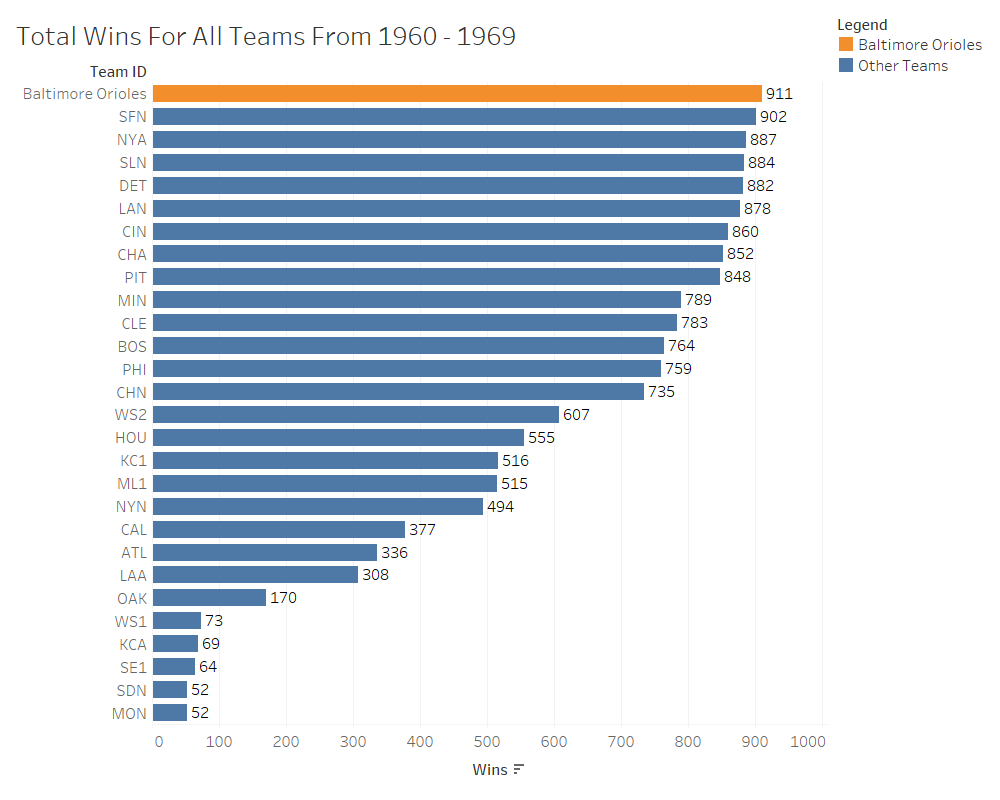 Total Wins For All Teams From 1960 - 1969
Legend
Baltimore Orioles
Other Teams
Team ID
Baltimore Orioles 911
SFN 902
NYA 887
SLN 884
DET 882
LAN 878
CIN 860
CHA 852
PIT 848
MIN 789
CLE 783
BOS 764
PHI 759
CHN 735
WS2 607
HOU 555
KC1 516
ML1 515
NYN 494
CAL 377
ATL 336
LAA 308
OAK 170
WS1 73
KCA 69
SE1 64
SDN 52
MON 52
0 100 200 300 400 500 600 700 800 900 1000
Wins